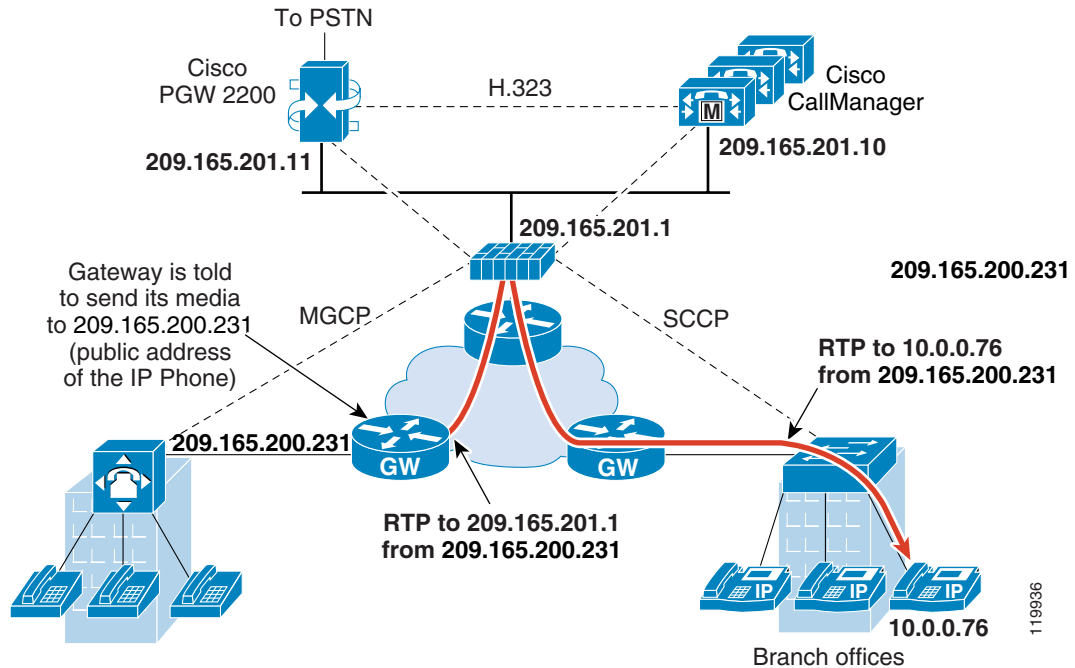 To PSTN
Cisco
PGW 2200
H.323
M
Cisco
CallManager
209.165.201.11
209.165.201.10
209.165.201.1
Gateway is told
to send its media
to 209.165.200.231
(public address
of the IP Phone)
MGCP
SCCP
209.165.200.231
RTP to 10.0.0.76
from 209.165.200.231
209.165.200.231
GW
GW
RTP to 209.165.201.1
from 209.165.200.231
IP
IP
IP
10.0.0.76
Branch offices
119936